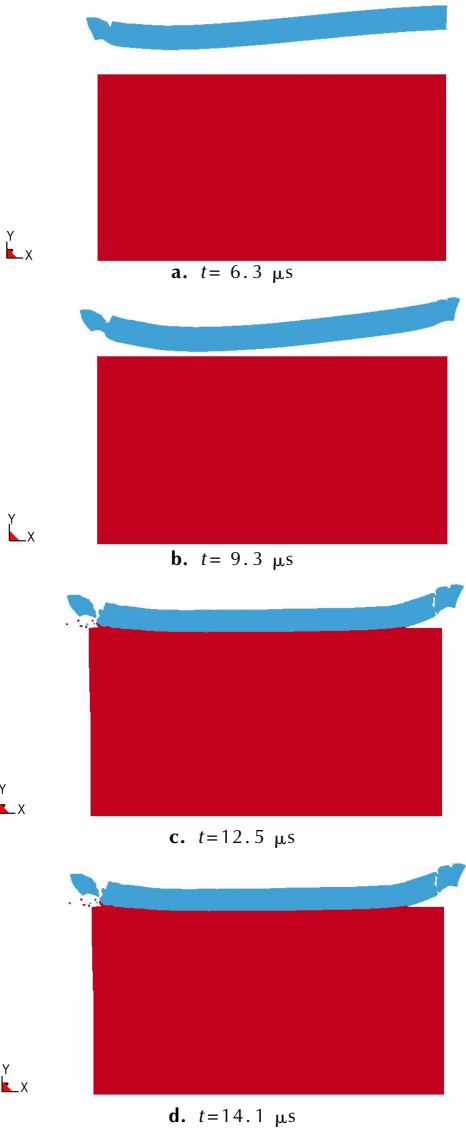 Y
X
a. t= 6.3 μs
Y
X
b. t= 9.3 μs
Y
X
c. t=12.5 μs
Y
X
d. t=14.1 μs